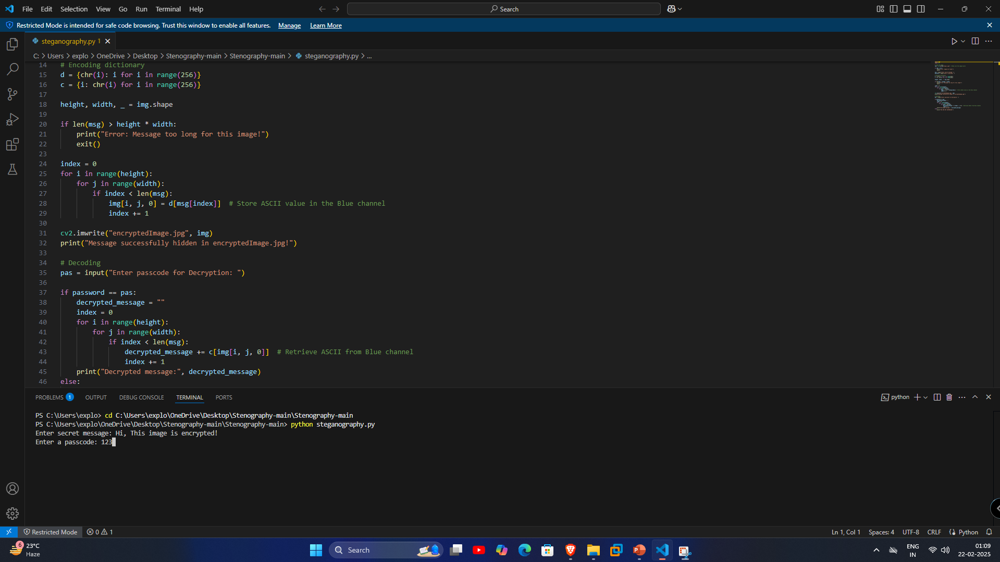 File Edit Selection View Go Run Terminal Help
Search
Restricted Mode is intended for safe code browsing. Trust this window to enable all features. Manage Learn More
steganography.py 1
C: > Users > explo > OneDrive > Desktop > Stenography-main > Stenography-main > steganography.py > ...
14 # Encoding dictionary
15 d = {chr(i): i for i in range(256)}
16 c = {i: chr(i) for i in range(256)}
17
18 height, width, _ = img.shape
19
20 if len(msg) > height * width:
21     print("Error: Message too long for this image!")
22     exit()
23
24 index = 0
25 for i in range(height):
26     for j in range(width):
27         if index < len(msg):
28             img[i, j, 0] = d[msg[index]]  # Store ASCII value in the Blue channel
29             index += 1
30
31 cv2.imwrite("encryptedImage.jpg", img)
32 print("Message successfully hidden in encryptedImage.jpg!")
33
34 # Decoding
35 pas = input("Enter passcode for Decryption: ")
36
37 if password == pas:
38     decrypted_message = ""
39     index = 0
40     for i in range(height):
41         for j in range(width):
42             if index < len(msg):
43                 decrypted_message += c[img[i, j, 0]]  # Retrieve ASCII from Blue channel
44                 index += 1
45     print("Decrypted message:", decrypted_message)
46 else:
PROBLEMS 1 OUTPUT DEBUG CONSOLE TERMINAL PORTS
python
PS C:\Users\explo> cd C:\Users\explo\OneDrive\Desktop\Stenography-main\Stenography-main
PS C:\Users\explo\OneDrive\Desktop\Stenography-main\Stenography-main> python steganography.py
Enter secret message: Hi, This image is encrypted!
Enter a passcode: 123
Restricted Mode 0 1
Ln 1, Col 1 Spaces: 4 UTF-8 CRLF Python
6
23°C
Haze
Search
ENG
IN
01:09
22-02-2025